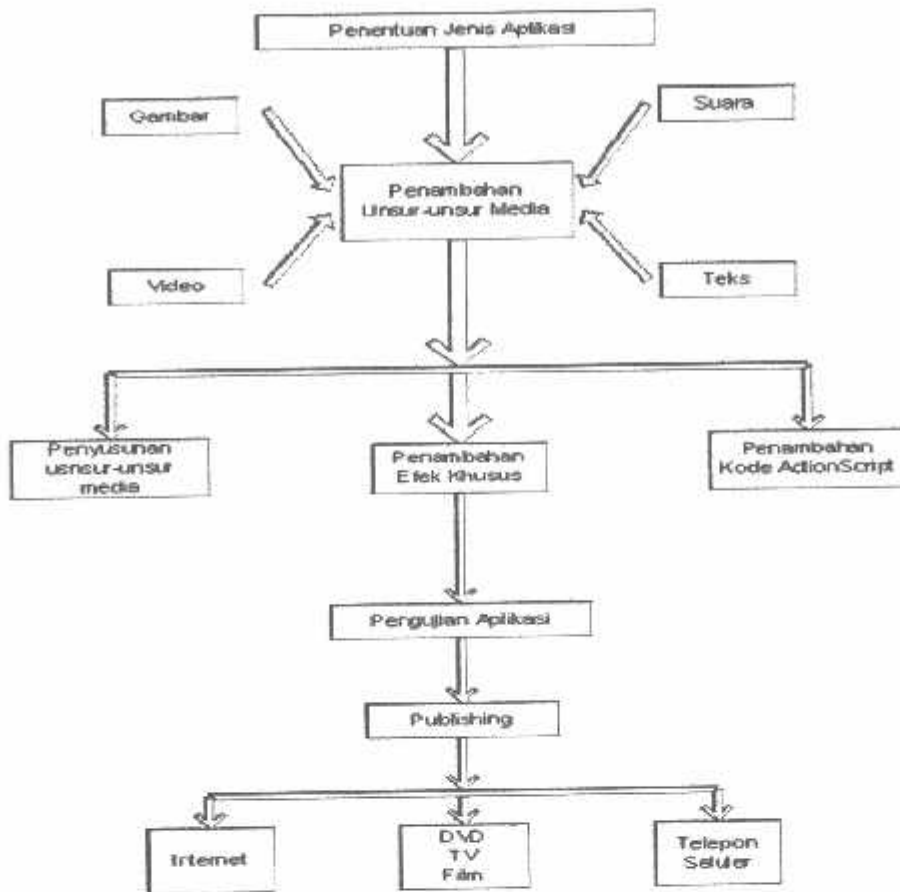 Penentuan Jenis Aplikasi
Gambar
Suara
Penambahan
Unsur-unsur Media
Video
Teks
Penyusunan
usnsur-unsur
media
Penambahan
Efek Khusus
Penambahan
Kode ActionScript
Pengujian Aplikasi
Publishing
Internet
DVD
TV
Film
Telepon
Seluler